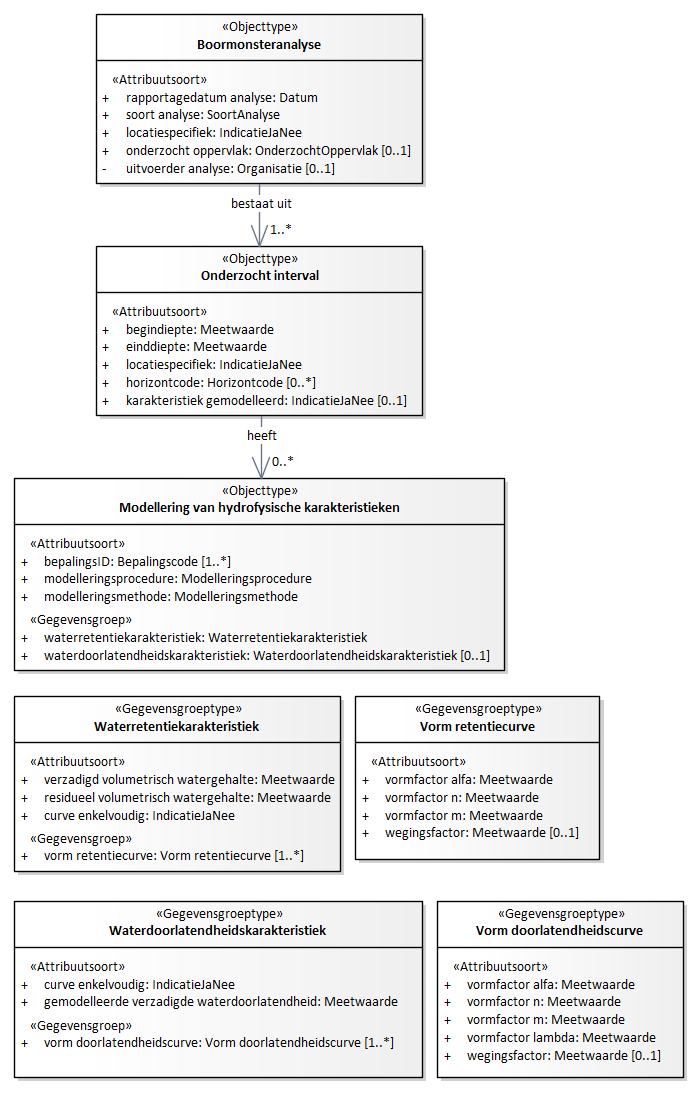 «Objecttype»
Boormonsteranalyse
«Attribuutsoort»
+ rapportagedatum analyse: Datum
+ soort analyse: SoortAnalyse
+ locatiespecifiek: IndicatieJaNee
+ onderzocht oppervlak: OnderzochtOppervlak [0..1]
- uitvoerder analyse: Organisatie [0..1]
bestaat uit
1..*
«Objecttype»
Onderzocht interval
«Attribuutsoort»
+ begindiepte: Meetwaarde
+ einddiepte: Meetwaarde
+ locatiespecifiek: IndicatieJaNee
+ horizontcode: Horizontcode [0..*]
+ karakteristiek gemodelleerd: IndicatieJaNee [0..1]
heeft
0..*
«Objecttype»
Modellering van hydrofysische karakteristieken
«Attribuutsoort»
+ bepalingsID: Bepalingscode [1..*]
+ modelleringsprocedure: Modelleringsprocedure
+ modelleringsmethode: Modelleringsmethode
«Gegevensgroep»
+ waterretentiekarakteristiek: Waterretentiekarakteristiek
+ waterdoorlatendheidskarakteristiek: Waterdoorlatendheidskarakteristiek [0..1]
«Gegevensgroeptype»
Waterretentiekarakteristiek
«Attribuutsoort»
+ verzadigd volumetrisch watergehalte: Meetwaarde
+ residueel volumetrisch watergehalte: Meetwaarde
+ curve enkelvoudig: IndicatieJaNee
«Gegevensgroep»
+ vorm retentiecurve: Vorm retentiecurve [1..*]
«Gegevensgroeptype»
Vorm retentiecurve
«Attribuutsoort»
+ vormfactor alfa: Meetwaarde
+ vormfactor n: Meetwaarde
+ vormfactor m: Meetwaarde
+ wegingsfactor: Meetwaarde [0..1]
«Gegevensgroeptype»
Waterdoorlatendheidskarakteristiek
«Attribuutsoort»
+ curve enkelvoudig: IndicatieJaNee
+ gemodelleerde verzadigde waterdoorlatendheid: Meetwaarde
«Gegevensgroep»
+ vorm doorlatendheidscurve: Vorm doorlatendheidscurve [1..*]
«Gegevensgroeptype»
Vorm doorlatendheidscurve
«Attribuutsoort»
+ vormfactor alfa: Meetwaarde
+ vormfactor n: Meetwaarde
+ vormfactor m: Meetwaarde
+ vormfactor lambda: Meetwaarde
+ wegingsfactor: Meetwaarde [0..1]